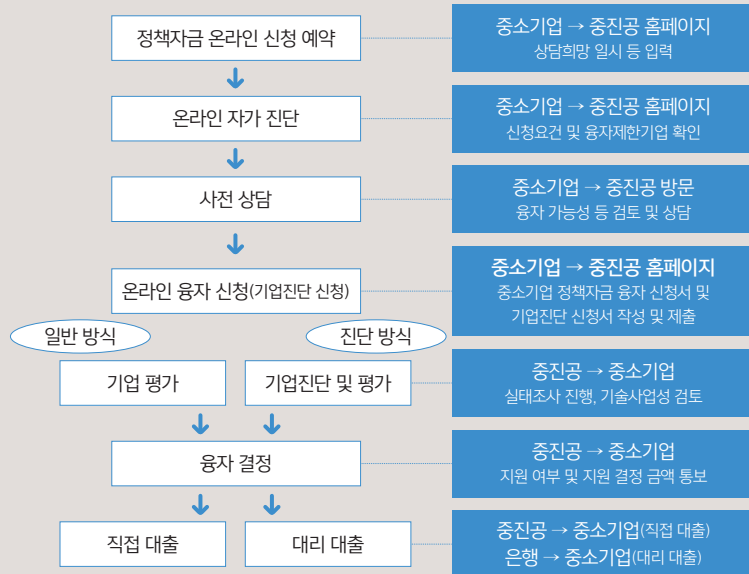 정책자금 온라인 신청 예약
중소기업 → 중진공 홈페이지
상담희망 일시 등 입력
온라인 자가 진단
중소기업 → 중진공 홈페이지
신청요건 및 융자제한기업 확인
사전 상담
중소기업 → 중진공 방문
융자 가능성 등 검토 및 상담
온라인 융자 신청(기업진단 신청)
중소기업 → 중진공 홈페이지
중소기업 정책자금 융자 신청서 및
기업진단 신청서 작성 및 제출
일반 방식
진단 방식
기업 평가
기업진단 및 평가
중진공 → 중소기업
실태조사 진행, 기술사업성 검토
융자 결정
중진공 → 중소기업
지원 여부 및 지원 결정 금액 통보
직접 대출
대리 대출
중진공 → 중소기업(직접 대출)
은행 → 중소기업(대리 대출)